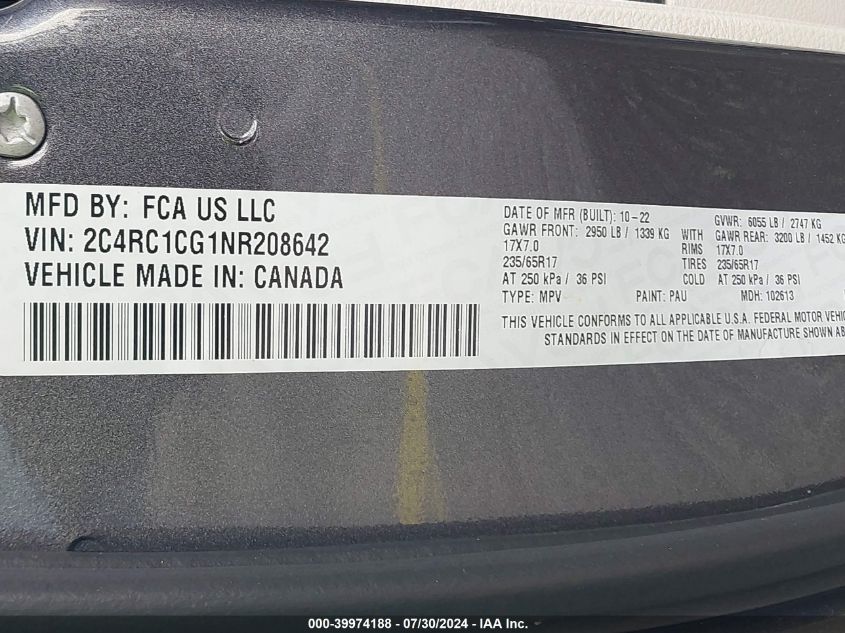 MFD BY: FCA US LLC
VIN: 2C4RC1CG1NR208642
VEHICLE MADE IN: CANADA
DATE OF MFR (BUILT): 10-22 GVWR: 6055 LB / 2747 KG
GAWR FRONT: 2950 LB / 1339 KG WITH GAWR REAR: 3200 LB / 1452 KG
17X7.0 RIMS 17X7.0
235/65R17 TIRES 235/65R17
AT 250 kPa / 36 PSI COLD AT 250 kPa / 36 PSI
TYPE: MPV PAINT: PAU MDH: 102613
THIS VEHICLE CONFORMS TO ALL APPLICABLE U.S.A. FEDERAL MOTOR
STANDARDS IN EFFECT ON THE DATE OF MANUFACTURE SHOWN
000-39974188 - 07/30/2024 - IAA Inc.